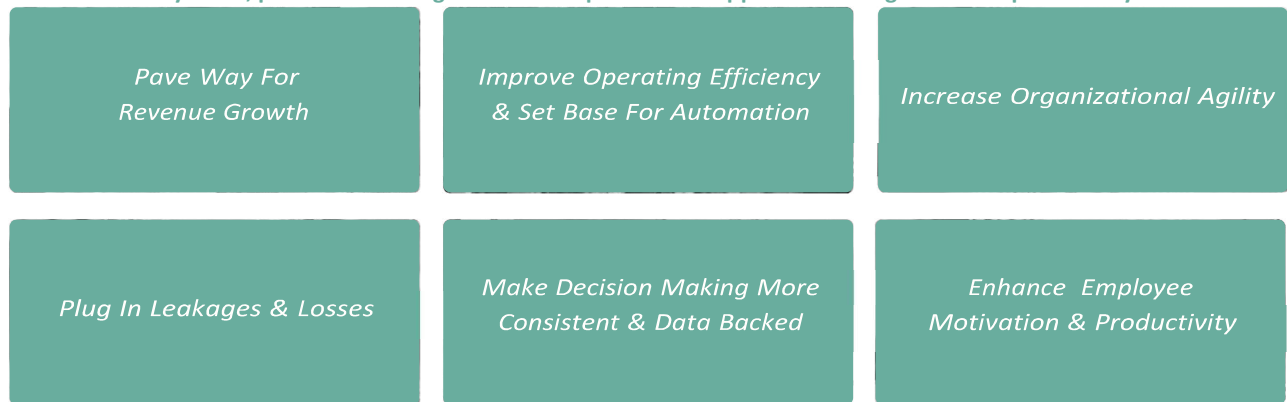 Pave Way For
Revenue Growth
Improve Operating Efficiency
& Set Base For Automation
Increase Organizational Agility
Plug In Leakages & Losses
Make Decision Making More
Consistent & Data Backed
Enhance  Employee
Motivation & Productivity